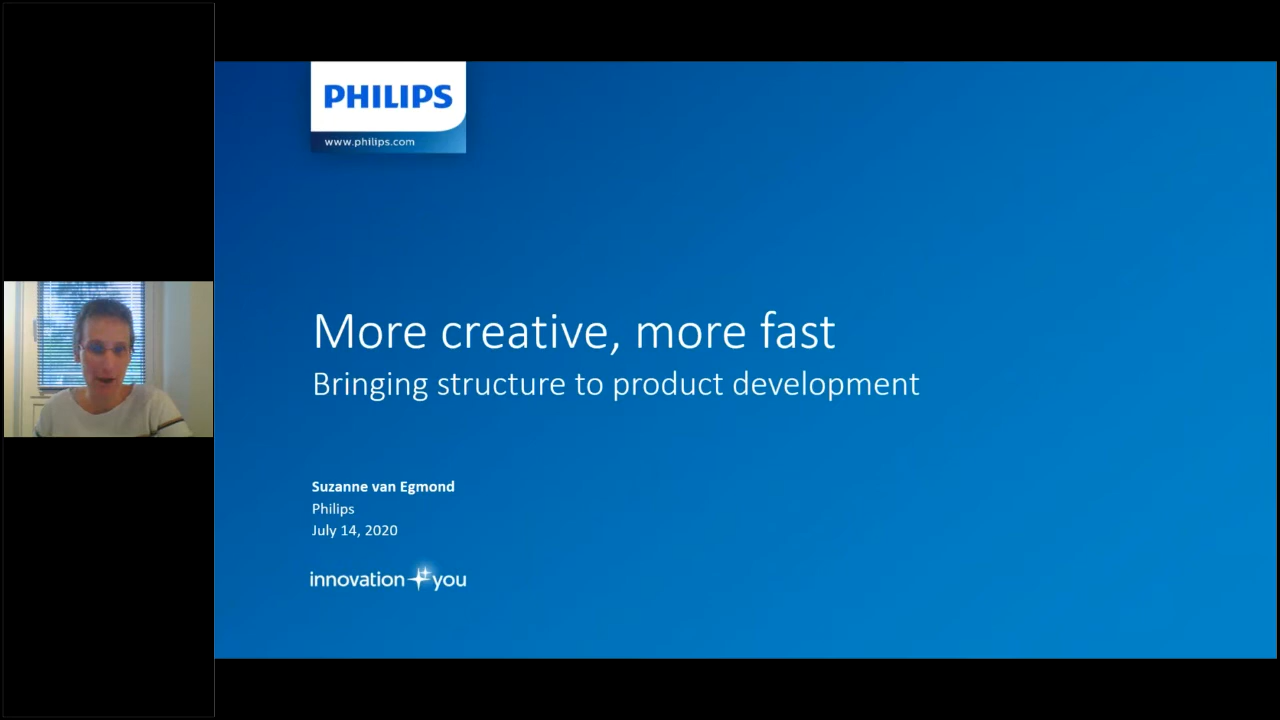 PHILIPS
www.philips.com
More creative, more fast
Bringing structure to product development
Suzanne van Egmond
Philips
July 14, 2020
innovation you